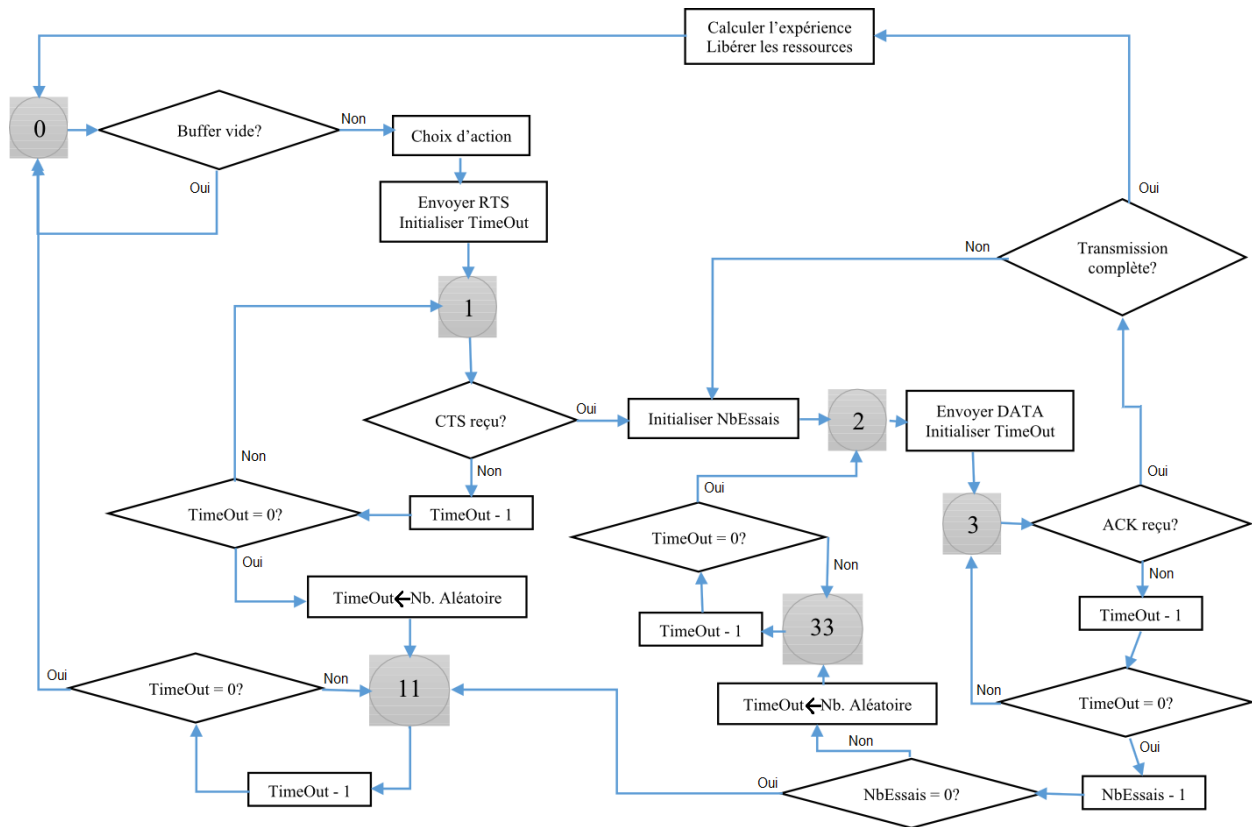 Calculer l’expérience
Libérer les ressources
0
Buffer vide?
Non
Choix d’action
Oui
Envoyer RTS
Initialiser TimeOut
Oui
Transmission
complète?
Non
1
CTS reçu?
Oui
Initialiser NbEssais
2
Envoyer DATA
Initialiser TimeOut
Non
Non
TimeOut - 1
TimeOut = 0?
Oui
Oui
TimeOut = 0?
Non
3
ACK reçu?
Oui
Non
TimeOut - 1
TimeOut←Nb. Aléatoire
TimeOut - 1
33
Oui
TimeOut = 0?
Non
11
TimeOut←Nb. Aléatoire
Non
TimeOut = 0?
Oui
Non
TimeOut - 1
Oui
NbEssais = 0?
NbEssais - 1